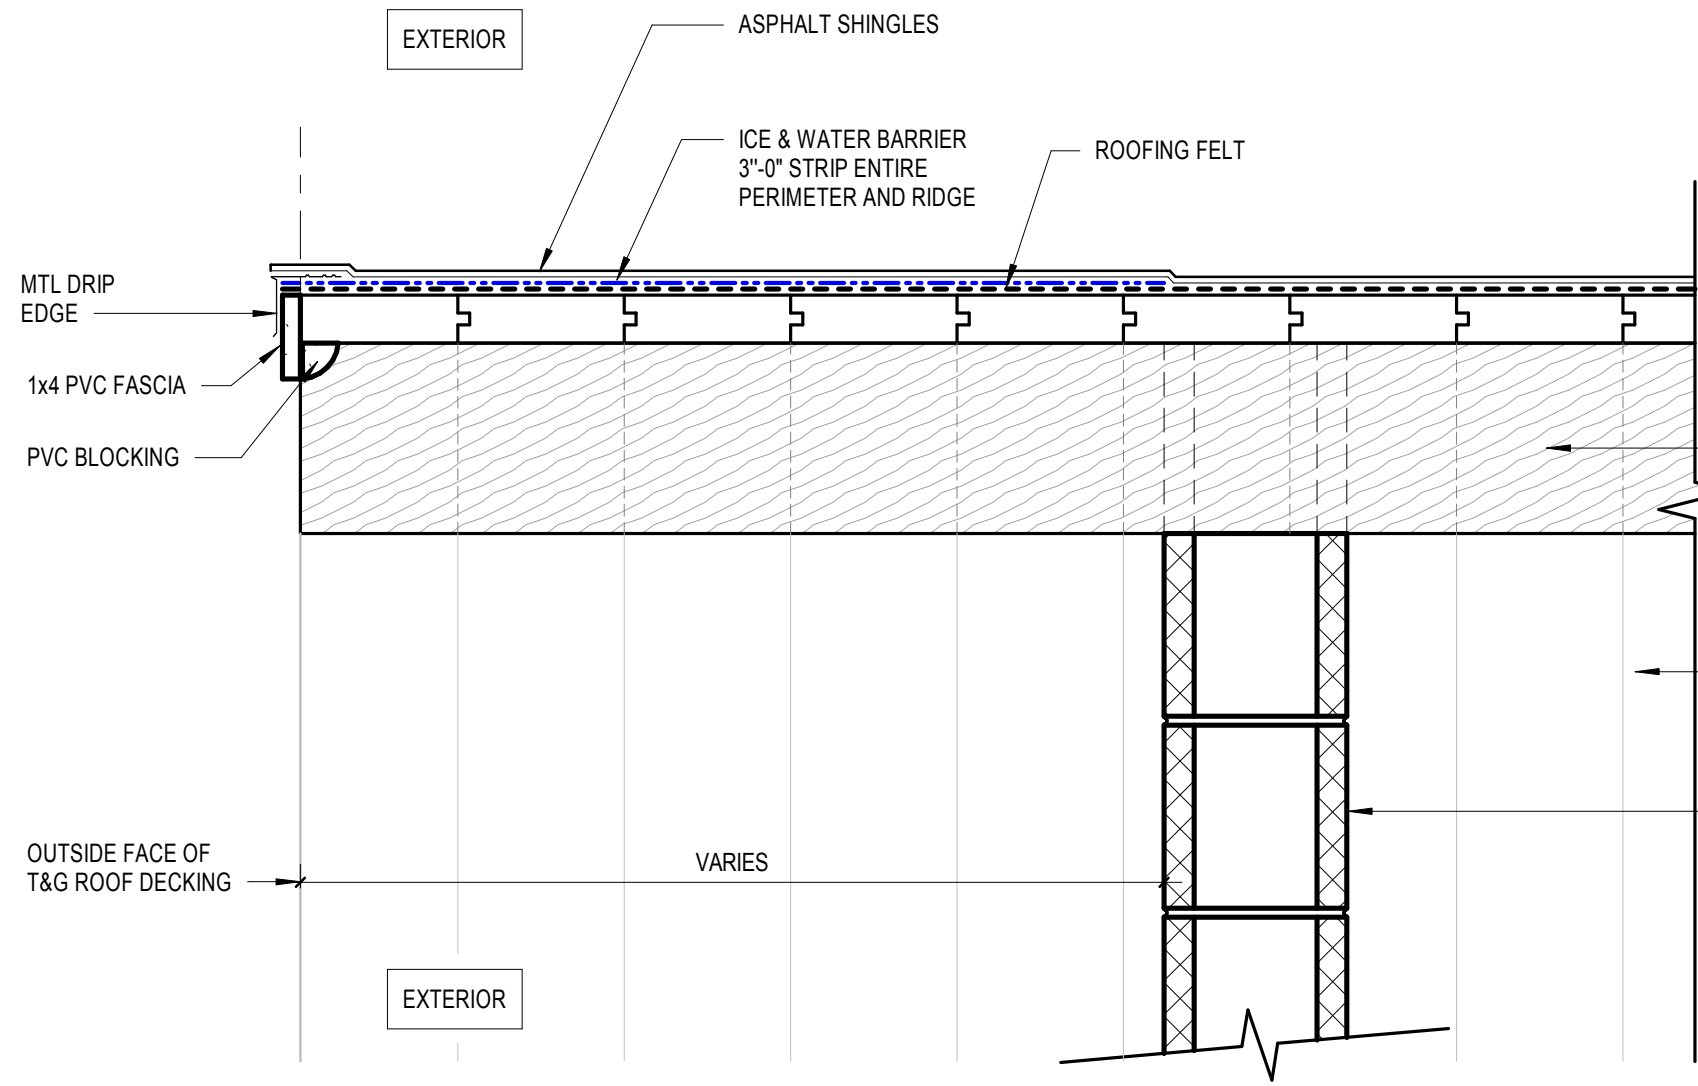 EXTERIOR
ASPHALT SHINGLES
ICE & WATER BARRIER
3"-0" STRIP ENTIRE
PERIMETER AND RIDGE
ROOFING FELT
MTL DRIP
EDGE
1x4 PVC FASCIA
PVC BLOCKING
OUTSIDE FACE OF
T&G ROOF DECKING
VARIES
EXTERIOR